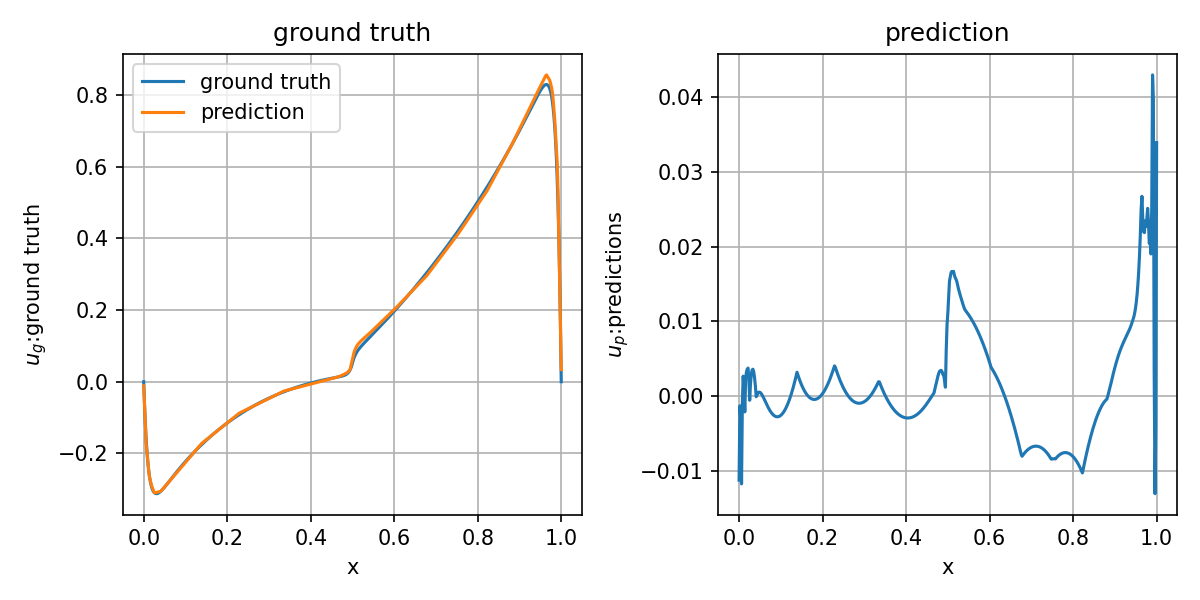 ground truth
ground truth
prediction
u_g:ground truth
0.8
0.6
0.4
0.2
0.0
−0.2
0.0 0.2 0.4 0.6 0.8 1.0
x
prediction
u_p:predictions
0.04
0.03
0.02
0.01
0.00
−0.01
0.0 0.2 0.4 0.6 0.8 1.0
x